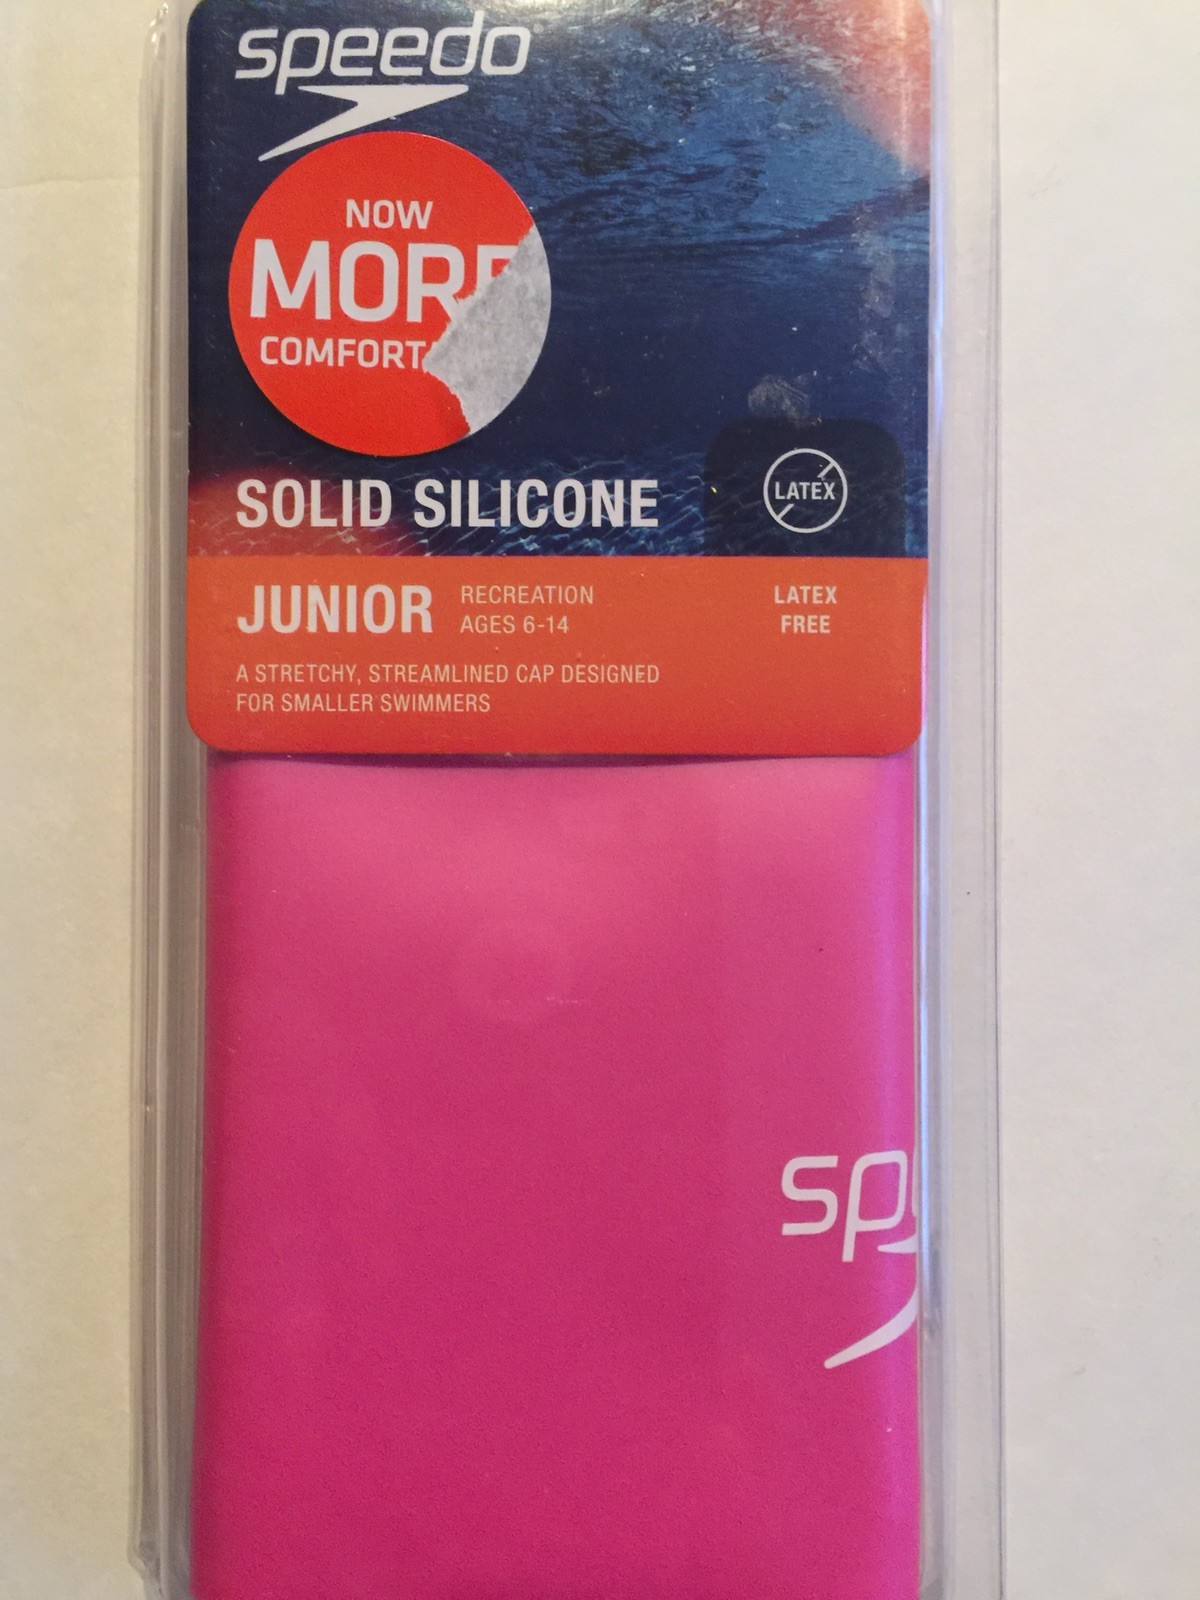 speedo
NOW
MORE
COMFORT
SOLID SILICONE
LATEX
JUNIOR
RECREATION
AGES 6-14
LATEX
FREE
A STRETCHY, STREAMLINED CAP DESIGNED
FOR SMALLER SWIMMERS
sp